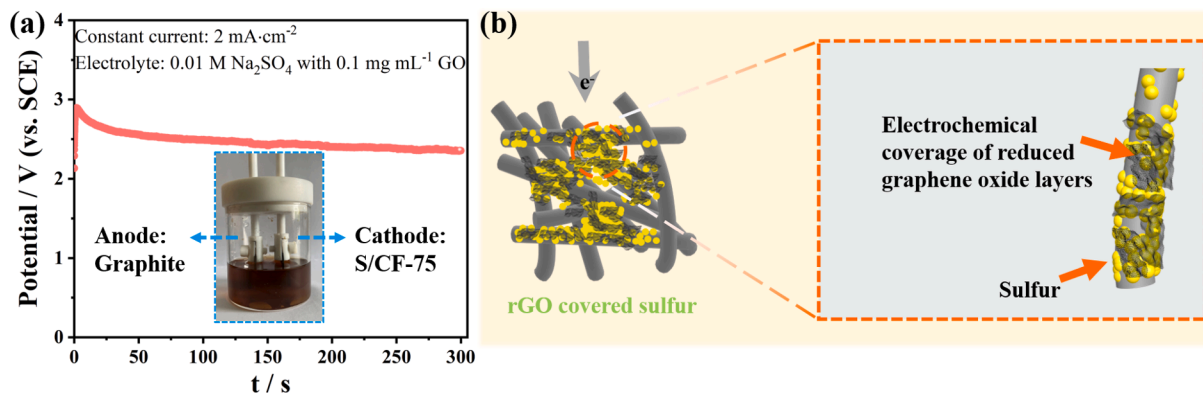 (a)
Constant current: 2 mA·cm⁻²
Electrolyte: 0.01 M Na₂SO₄ with 0.1 mg mL⁻¹ GO
Potential / V (vs. SCE)
4
3
2
1
0
Anode:
Graphite
Cathode:
S/CF-75
0 50 100 150 200 250 300
t / s
(b)
e⁻
rGO covered sulfur
Electrochemical
coverage of reduced
graphene oxide layers
Sulfur